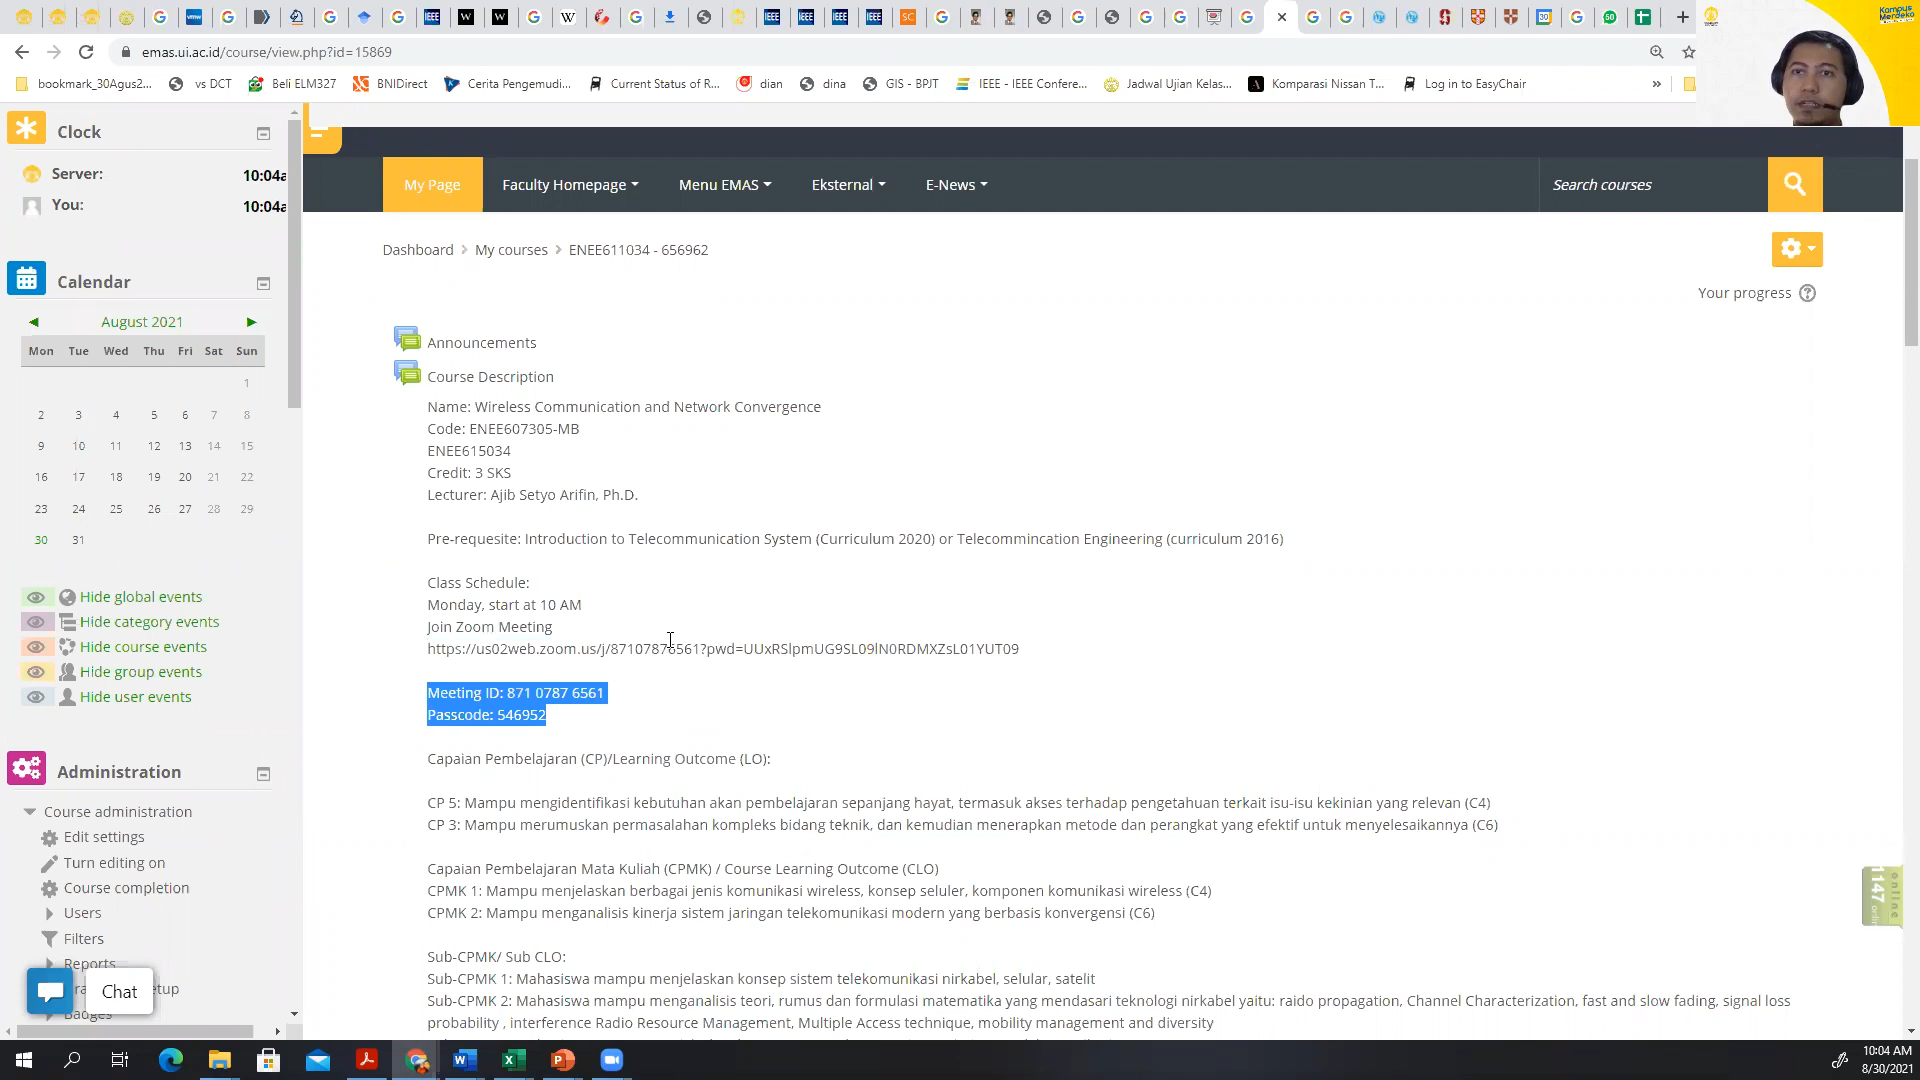 emas.ui.ac.id/course/view.php?id=15869
bookmark_30Agus2...
vs DCT
Beli ELM327
BNIDirect
Cerita Pengemudi...
Current Status of R...
dian
dina
GIS - BPJT
IEEE - IEEE Confere...
Jadwal Ujian Kelas...
Komparasi Nissan T...
Log in to EasyChair
Kampus
Merdeka
Clock
Server: 10:04a
You: 10:04a
Calendar
August 2021
Mon Tue Wed Thu Fri Sat Sun
1
2 3 4 5 6 7 8
9 10 11 12 13 14 15
16 17 18 19 20 21 22
23 24 25 26 27 28 29
30 31
Hide global events
Hide category events
Hide course events
Hide group events
Hide user events
Administration
Course administration
Edit settings
Turn editing on
Course completion
Users
Filters
Reports
Badges
Chat
My Page Faculty Homepage Menu EMAS Eksternal E-News Search courses
Dashboard My courses ENEE611034 - 656962
Your progress
Announcements
Course Description
Name: Wireless Communication and Network Convergence
Code: ENEE607305-MB
ENEE615034
Credit: 3 SKS
Lecturer: Ajib Setyo Arifin, Ph.D.
Pre-requesite: Introduction to Telecommunication System (Curriculum 2020) or Telecommincation Engineering (curriculum 2016)
Class Schedule:
Monday, start at 10 AM
Join Zoom Meeting
https://us02web.zoom.us/j/87107876561?pwd=UUxRSlpmUG9SL09lN0RDMXZsL01YUT09
Meeting ID: 871 0787 6561
Passcode: 546952
Capaian Pembelajaran (CP)/Learning Outcome (LO):
CP 5: Mampu mengidentifikasi kebutuhan akan pembelajaran sepanjang hayat, termasuk akses terhadap pengetahuan terkait isu-isu kekinian yang relevan (C4)
CP 3: Mampu merumuskan permasalahan kompleks bidang teknik, dan kemudian menerapkan metode dan perangkat yang efektif untuk menyelesaikannya (C6)
Capaian Pembelajaran Mata Kuliah (CPMK) / Course Learning Outcome (CLO)
CPMK 1: Mampu menjelaskan berbagai jenis komunikasi wireless, konsep seluler, komponen komunikasi wireless (C4)
CPMK 2: Mampu menganalisis kinerja sistem jaringan telekomunikasi modern yang berbasis konvergensi (C6)
Sub-CPMK/ Sub CLO:
Sub-CPMK 1: Mahasiswa mampu menjelaskan konsep sistem telekomunikasi nirkabel, selular, satelit
Sub-CPMK 2: Mahasiswa mampu menganalisis teori, rumus dan formulasi matematika yang mendasari teknologi nirkabel yaitu: raido propagation, Channel Characterization, fast and slow fading, signal loss
probability , interference Radio Resource Management, Multiple Access technique, mobility management and diversity
1147 online
10:04 AM
8/30/2021